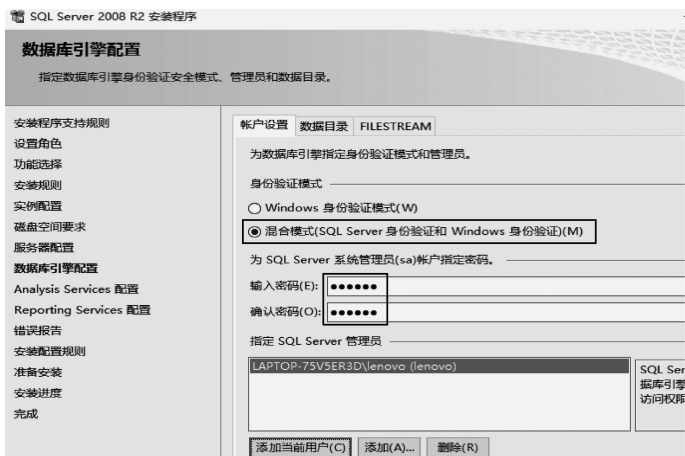 SQL Server 2008 R2 安装程序
数据库引擎配置
指定数据库引擎身份验证安全模式、管理员和数据目录。
安装程序支持规则
设置角色
功能选择
安装规则
实例配置
磁盘空间要求
服务器配置
数据库引擎配置
Analysis Services 配置
Reporting Services 配置
错误报告
安装配置规则
准备安装
安装进度
完成
帐户设置 数据目录 FILESTREAM
为数据库引擎指定身份验证模式和管理员。
身份验证模式
Windows 身份验证模式(W)
混合模式(SQL Server 身份验证和 Windows 身份验证)(M)
为 SQL Server 系统管理员(sa)帐户指定密码。
输入密码(E): ●●●●●●
确认密码(O): ●●●●●●
指定 SQL Server 管理员
LAPTOP-75V5ER3D\lenovo (lenovo)
SQL Ser
据库引擎
访问权限
添加当前用户(C) 添加(A)... 删除(R)